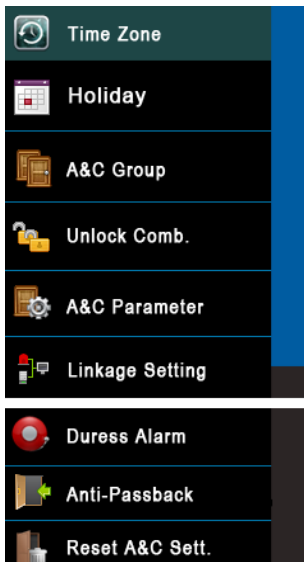 Time Zone
Holiday
A&C Group
Unlock Comb.
A&C Parameter
Linkage Setting
Duress Alarm
Anti-Passback
Reset A&C Sett.